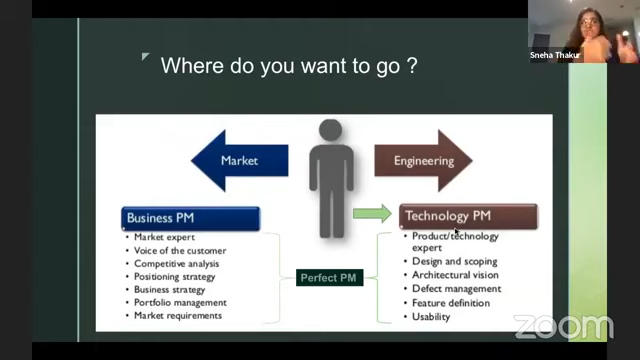 Where do you want to go ?
Sneha Thakur
Market
Engineering
Business PM
• Market expert
• Voice of the customer
• Competitive analysis
• Positioning strategy
• Business strategy
• Portfolio management
• Market requirements
Perfect PM
Technology PM
• Product/technology
expert
• Design and scoping
• Architectural vision
• Defect management
• Feature definition
• Usability
zoom